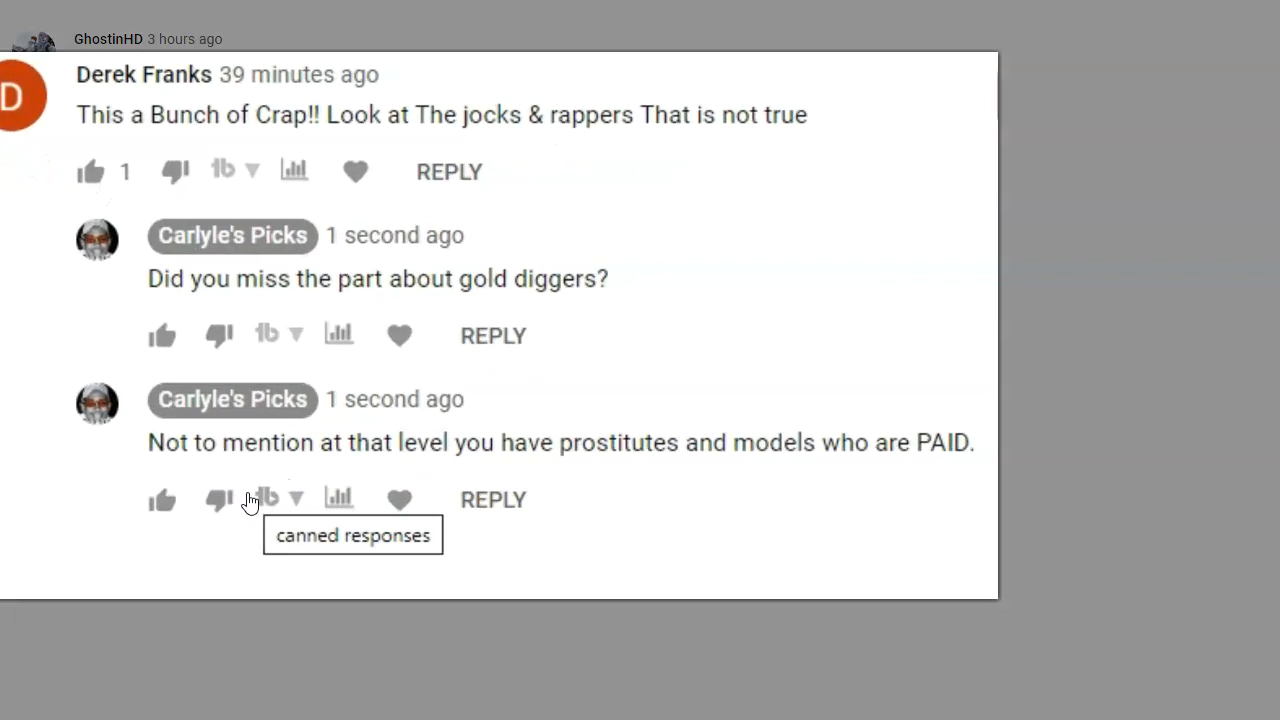 GhostinHD 3 hours ago
D
Derek Franks 39 minutes ago
This a Bunch of Crap!! Look at The jocks & rappers That is not true
1 tb REPLY
Carlyle's Picks 1 second ago
Did you miss the part about gold diggers?
tb REPLY
Carlyle's Picks 1 second ago
Not to mention at that level you have prostitutes and models who are PAID.
tb REPLY
canned responses